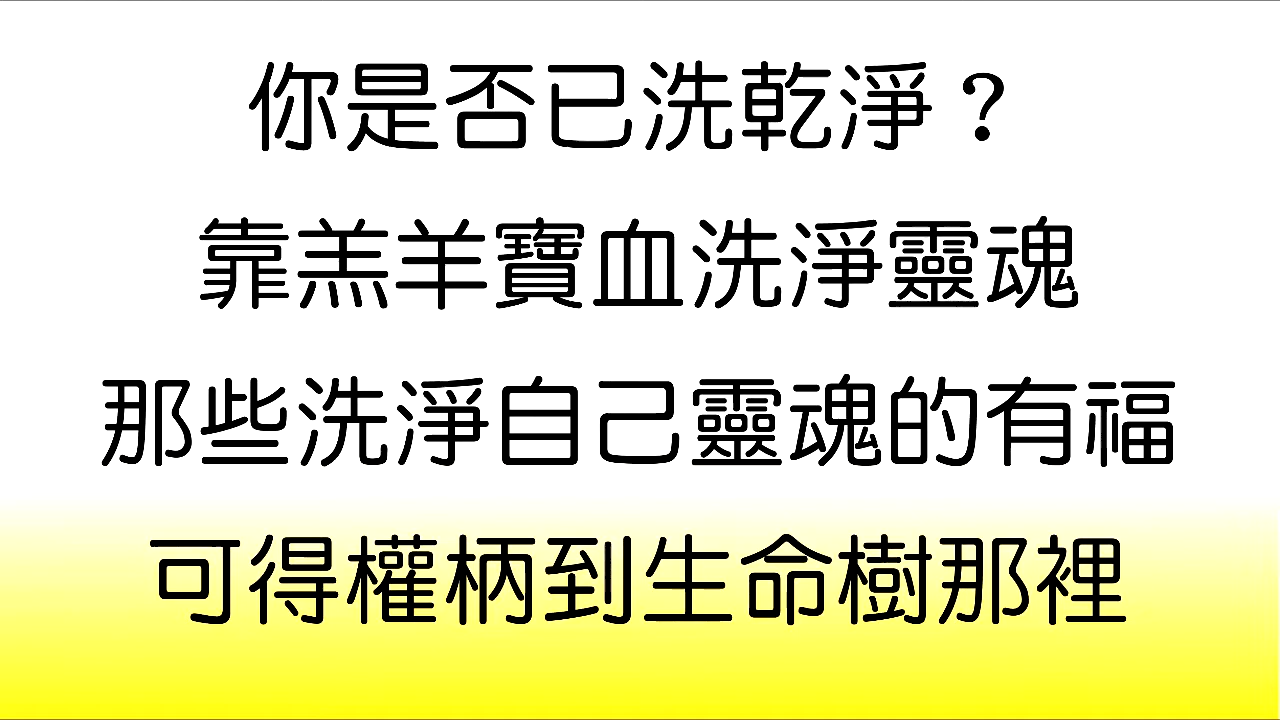 你是否已洗乾淨？
靠羔羊寶血洗淨靈魂
那些洗淨自己靈魂的有福
可得權柄到生命樹那裡